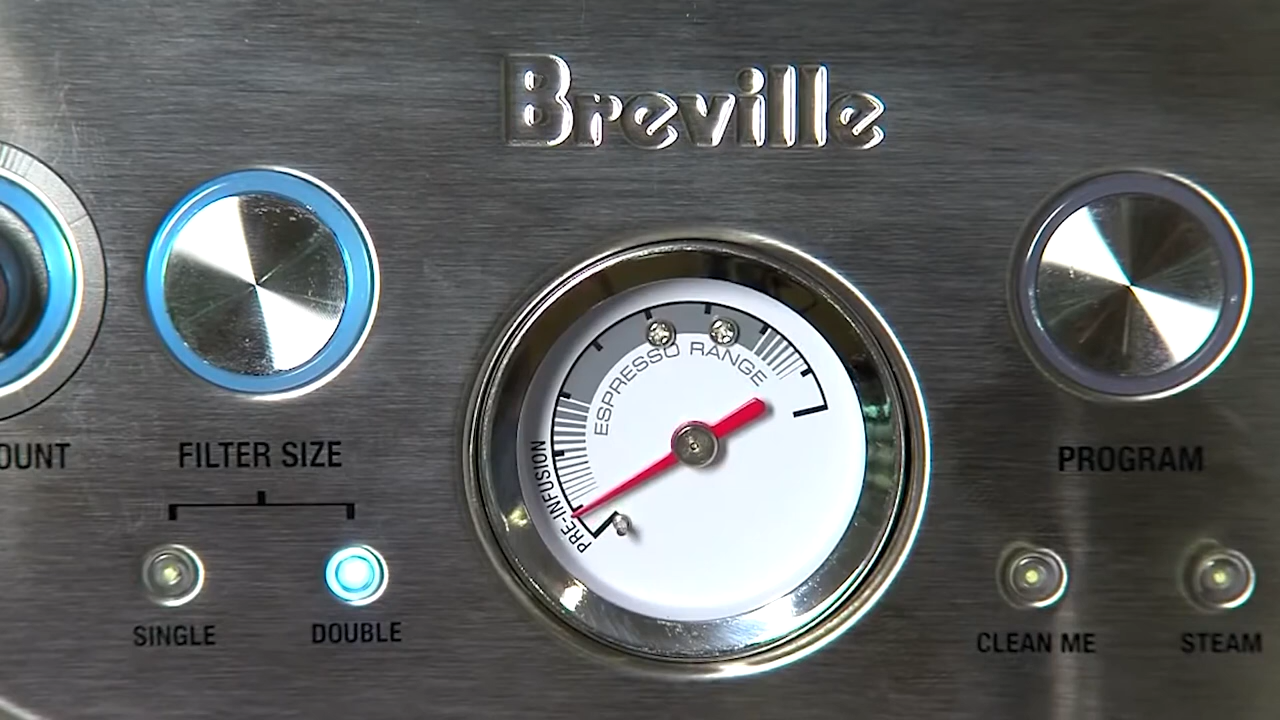 Breville
ESPRESSO RANGE
PRE-INFUSION
OUNT
FILTER SIZE
PROGRAM
SINGLE
DOUBLE
CLEAN ME
STEAM